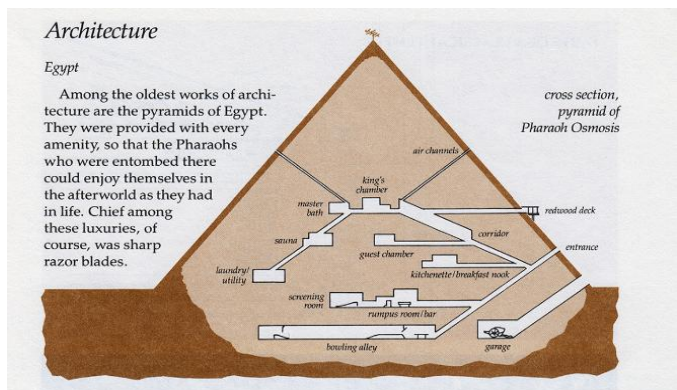 Architecture
Egypt
Among the oldest works of archi-
tecture are the pyramids of Egypt.
They were provided with every
amenity, so that the Pharaohs
who were entombed there
could enjoy themselves in
the afterworld as they had
in life. Chief among
these luxuries, of
course, was sharp
razor blades.
cross section,
pyramid of
Pharaoh Osmosis
air channels
king's
chamber
master
bath
redwood deck
corridor
sauna
entrance
guest chamber
laundry/
utility
kitchenette/breakfast nook
screening
room
rumpus room/bar
bowling alley
garage